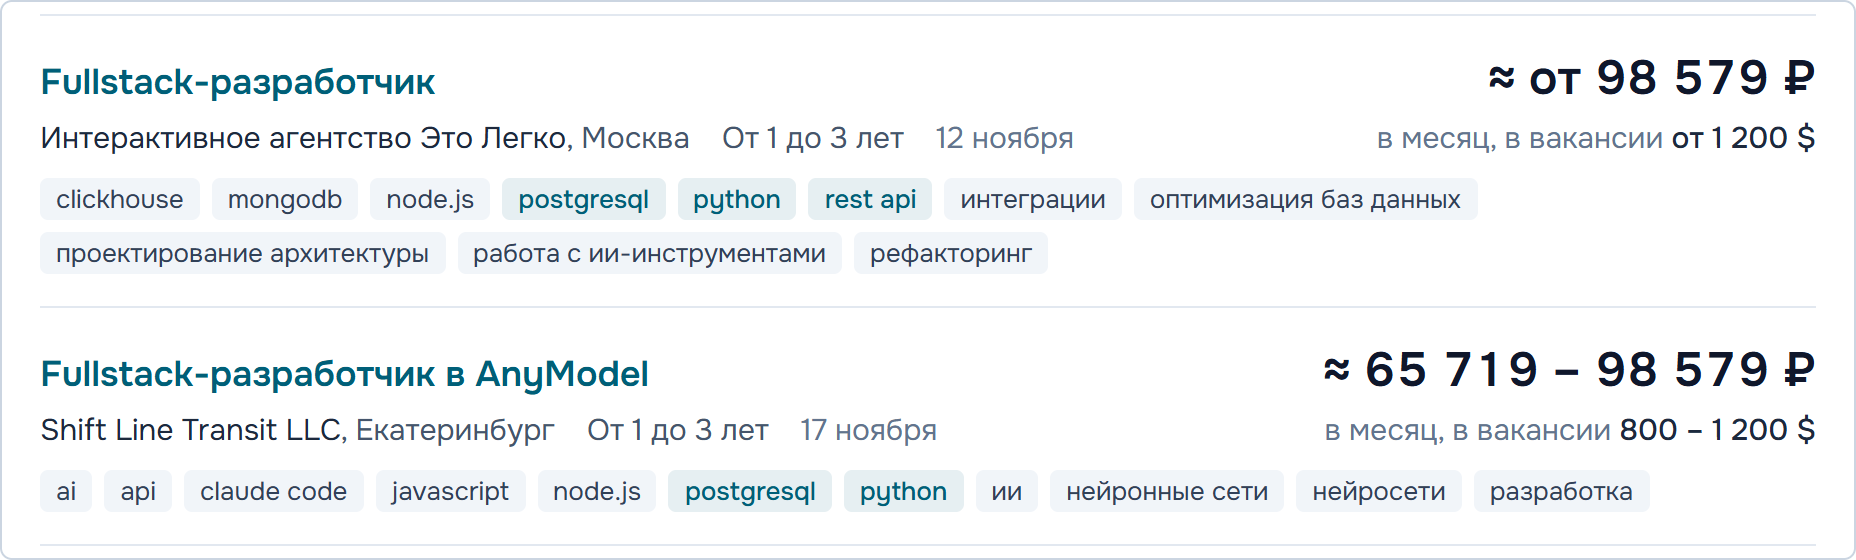 Fullstack-разработчик
≈ от 98 579 ₽
Интерактивное агентство Это Легко, Москва От 1 до 3 лет 12 ноября
в месяц, в вакансии от 1 200 $
clickhouse mongodb node.js postgresql python rest api интеграции оптимизация баз данных
проектирование архитектуры работа с ии-инструментами рефакторинг
Fullstack-разработчик в AnyModel
≈ 65 719 – 98 579 ₽
Shift Line Transit LLC, Екатеринбург От 1 до 3 лет 17 ноября
в месяц, в вакансии 800 – 1 200 $
ai api claude code javascript node.js postgresql python ии нейронные сети нейросети разработка